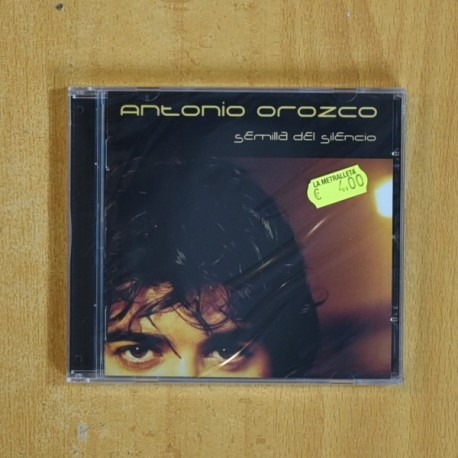 Antonio Orozco
semilla del silencio
LA METRALLETA
€ 4,00